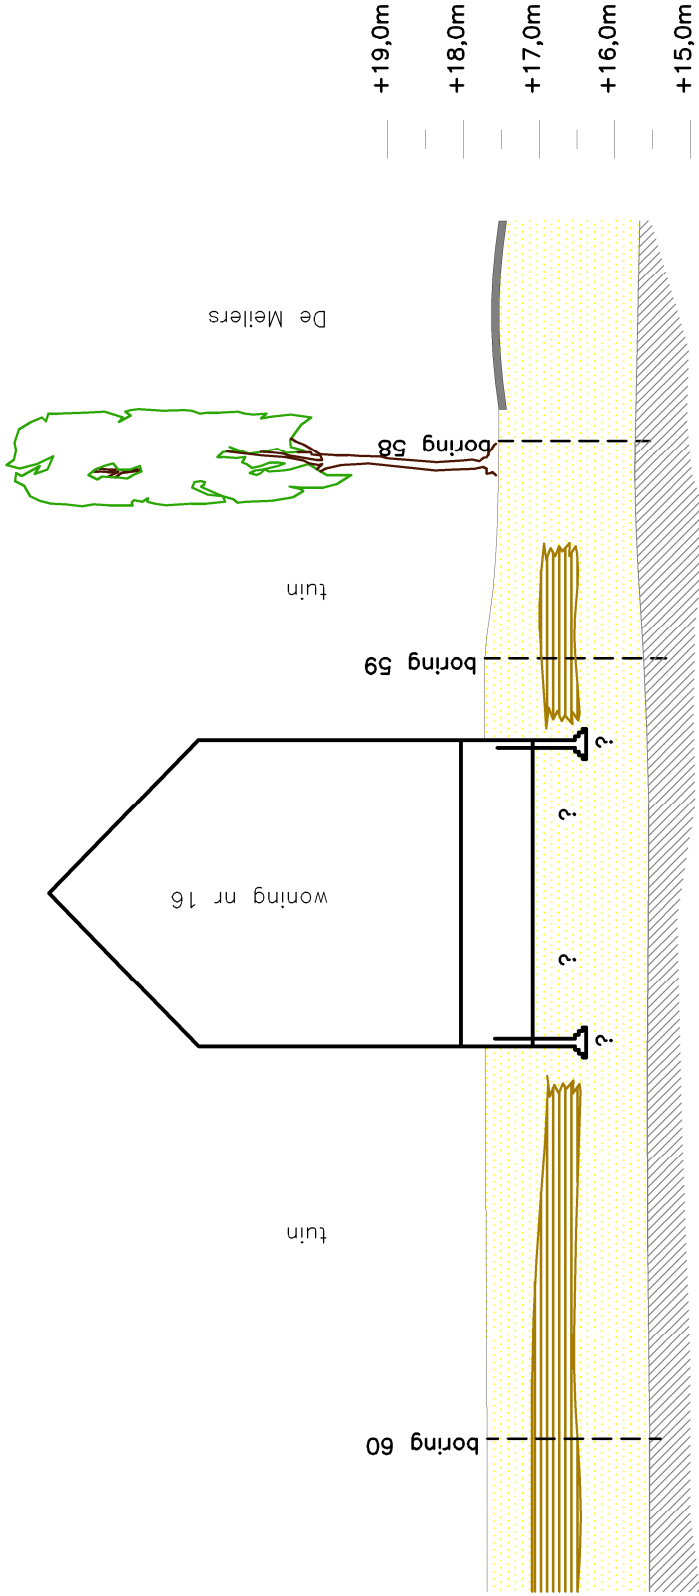 +19,0m
+18,0m
+17,0m
+16,0m
+15,0m
De Meilers
boring 58
tuin
boring 59
?
?
woning nr 16
?
?
tuin
boring 60